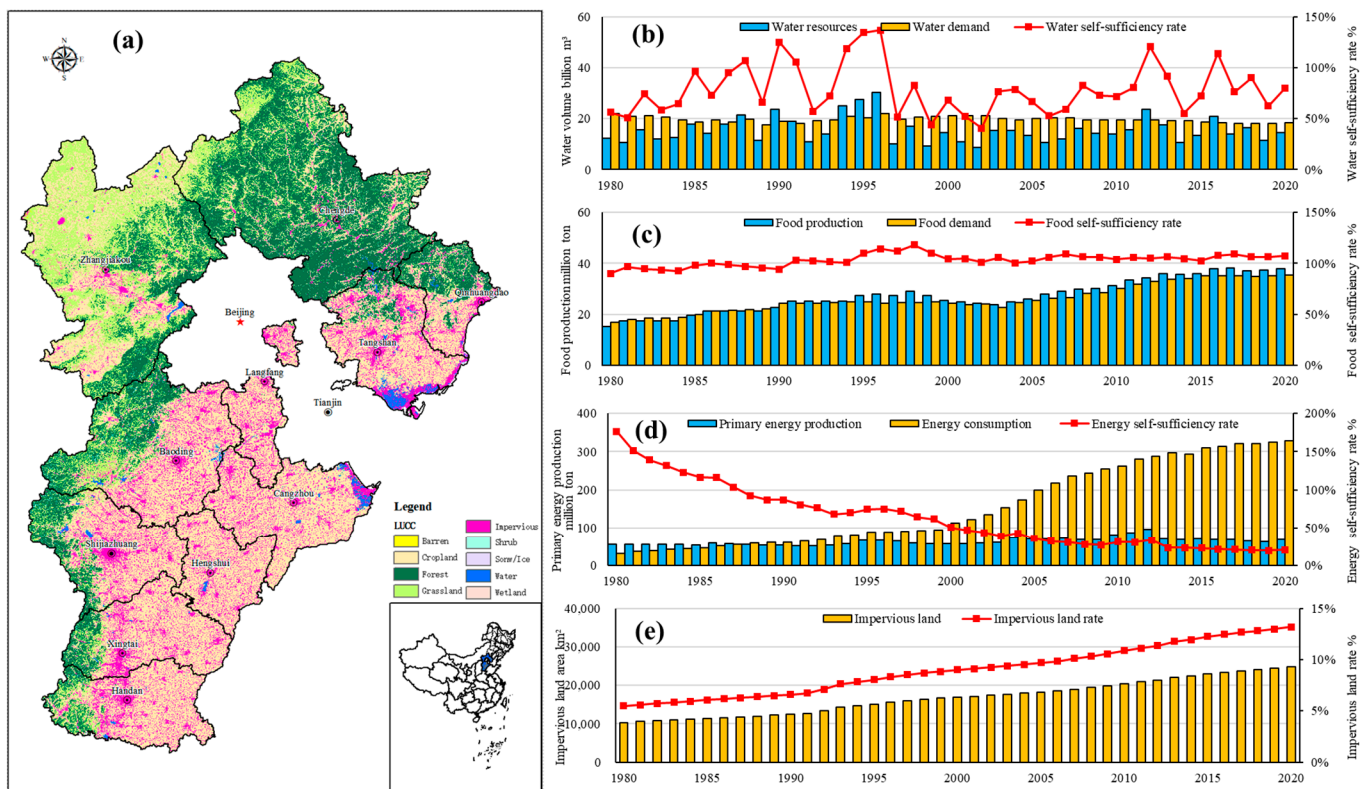 (a)
N
W E
S
Chengde
Zhangjiakou
Qinhuangdao
Beijing
Tangshan
Langfang
Tianjin
Baoding
Cangzhou
Shijiazhuang
Hengshui
Xingtai
Handan
Legend
LUCC
Barren
Cropland
Forest
Grassland
Impervious
Shrub
Sonw/Ice
Water
Wetland
(b)
Water resources Water demand Water self-sufficiency rate
Water volume billion m³
60
40
20
0
150%
100%
50%
0%
Water self-sufficiency rate %
1980 1985 1990 1995 2000 2005 2010 2015 2020
(c)
Food production Food demand Food self-sufficiency rate
Food production million ton
60
40
20
0
150%
100%
50%
0%
Food self-sufficiency rate %
1980 1985 1990 1995 2000 2005 2010 2015 2020
(d)
Primary energy production Energy consumption Energy self-sufficiency rate
Primary energy production
million ton
400
300
200
100
0
200%
150%
100%
50%
0%
Energy self-sufficiency rate %
1980 1985 1990 1995 2000 2005 2010 2015 2020
(e)
Impervious land Impervious land rate
Impervious land area km²
40,000
30,000
20,000
10,000
0
15%
10%
5%
0%
Impervious land rate %
1980 1985 1990 1995 2000 2005 2010 2015 2020